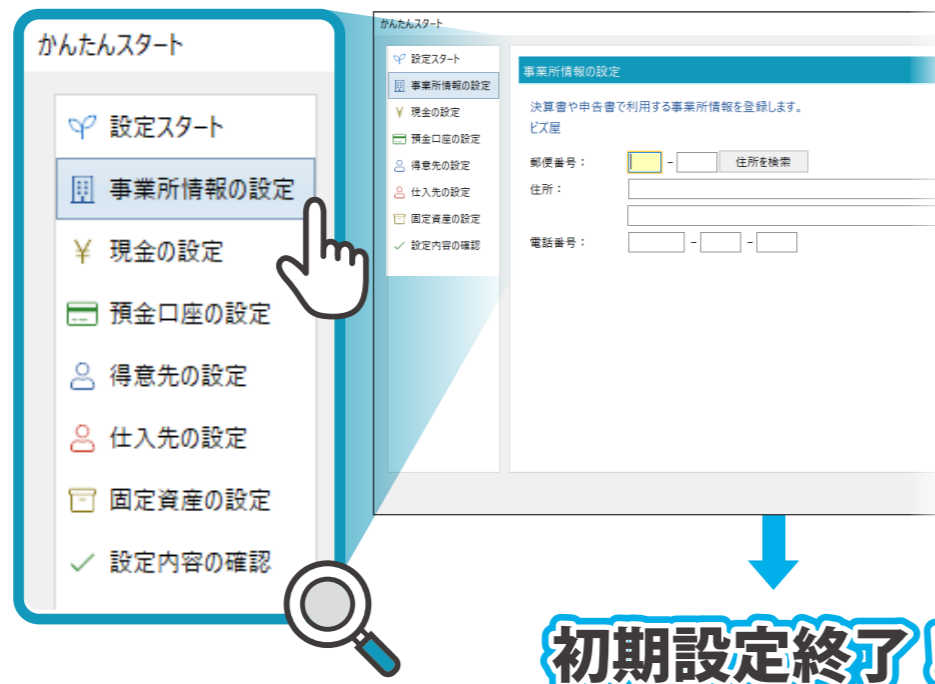 かんたんスタート
設定スタート
事業所情報の設定
¥ 現金の設定
預金口座の設定
得意先の設定
仕入先の設定
固定資産の設定
設定内容の確認
かんたんスタート
設定スタート
事業所情報の設定
¥ 現金の設定
預金口座の設定
得意先の設定
仕入先の設定
固定資産の設定
設定内容の確認
事業所情報の設定
決算書や申告書で利用する事業所情報を登録します。
ビズ屋
郵便番号： - 住所を検索
住所：
電話番号： - -
初期設定終了